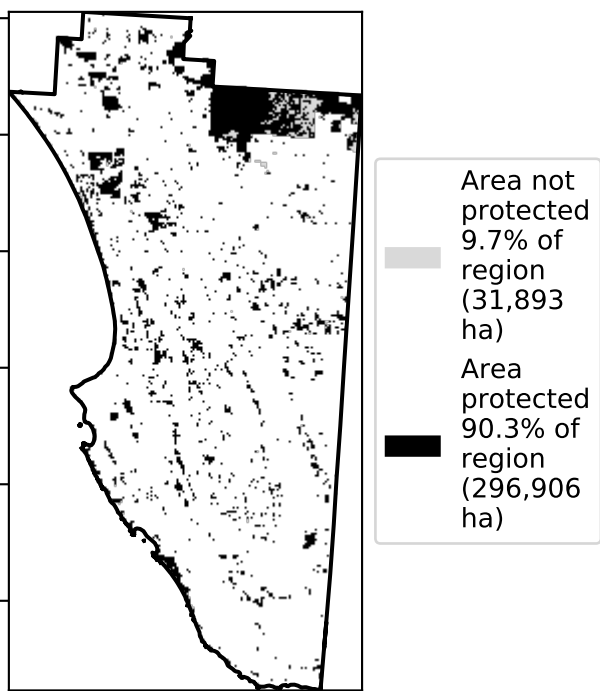 Area not
protected
9.7% of
region
(31,893
ha)
Area
protected
90.3% of
region
(296,906
ha)